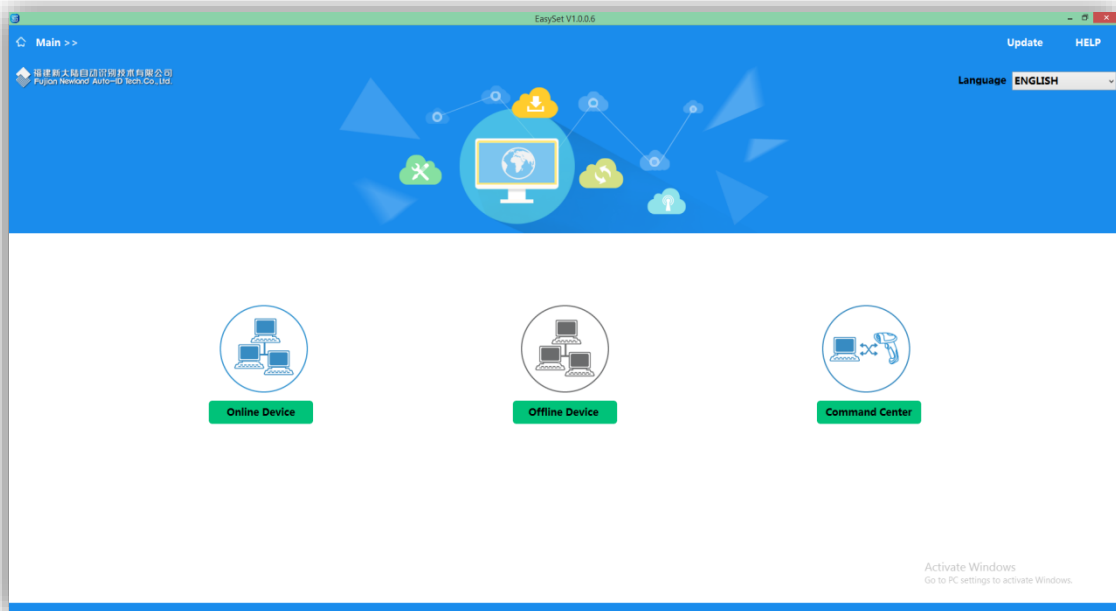 EasySet V1.0.0.6
Main >>
Update
HELP
福建新大陆自动识别技术有限公司
Fujian Newland Auto-ID Tech Co., Ltd.
Language
ENGLISH
Online Device
Offline Device
Command Center
Activate Windows
Go to PC settings to activate Windows.